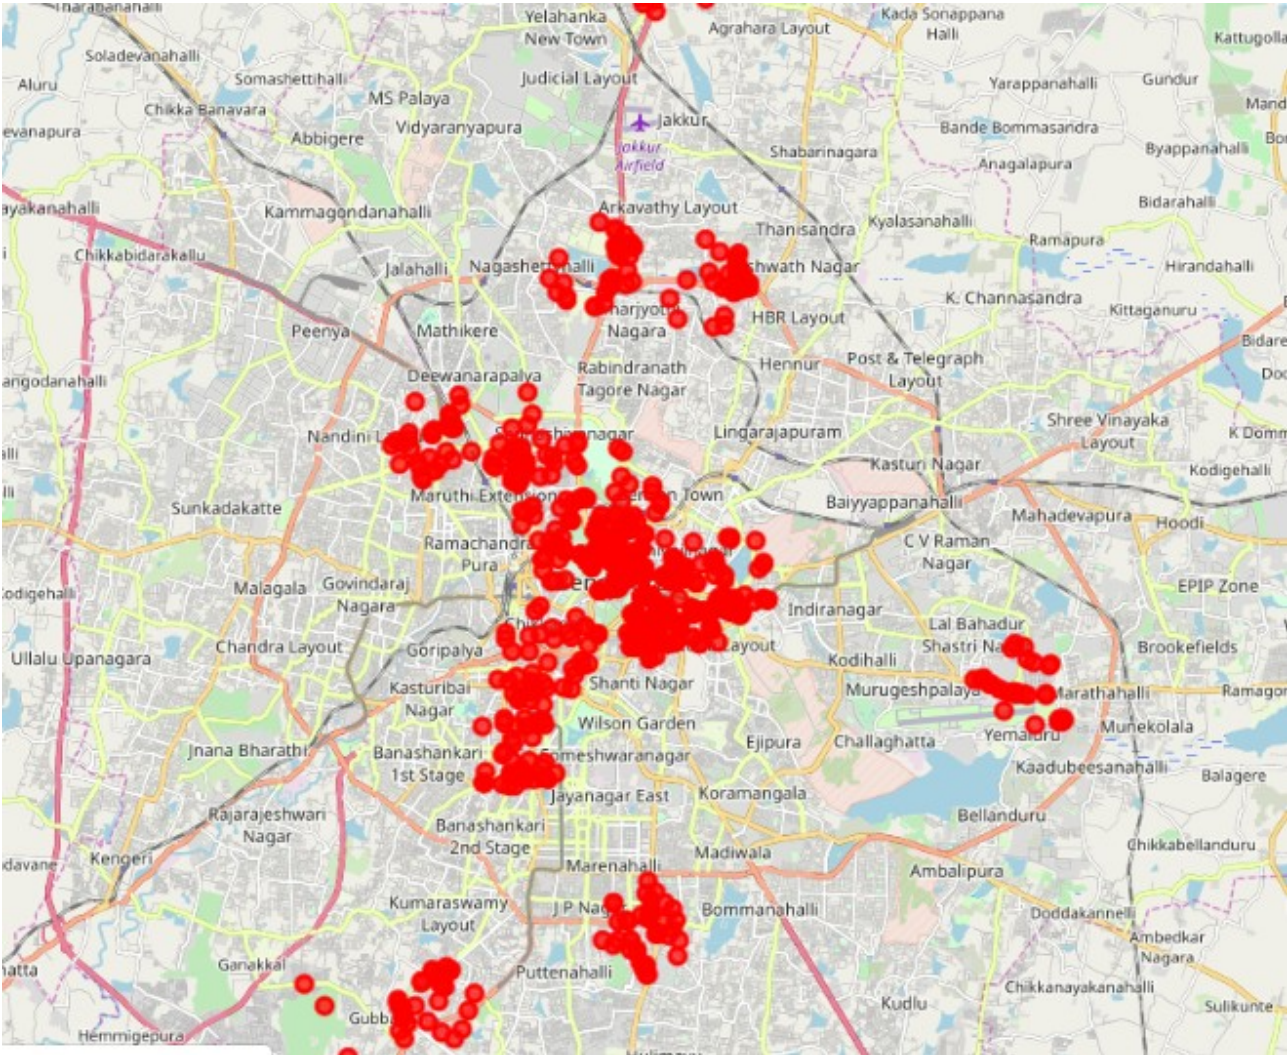 Yelahanka
New Town
Agrahara Layout
Kada Sonappana
Halli
Soladevanahalli
Judicial Layout
Aluru
Somashettihalli
Yarappanahalli
Gundur
MS Palaya
Chikka Banavara
Abbigere
Vidyaranyapura
Jakkur
Bande Bommasandra
Jakkur
Airfield
Shabarinagara
Anagalapura
Byappanahalli
Kammagondanahalli
Arkavathy Layout
Bidarahalli
Thanisandra
Kyalasanahalli
Ramapura
Chikkabidarakallu
Jalahalli
Hirandahalli
K. Channasandra
Kittaganuru
Peenya
Mathikere
Nagara
HBR Layout
Rabindranath
Tagore Nagar
Hennur
Post & Telegraph
Layout
Deewanarapalya
Shree Vinayaka
Layout
Lingarajapuram
Kasturi Nagar
Kodigehalli
Maruthi Extension
Baiyyappanahalli
Sunkadakatte
Mahadevapura
Hoodi
Pura
C V Raman
Nagar
Malagala
Govindaraj
Nagara
EPIP Zone
Indiranagar
Lal Bahadur
Chandra Layout
Goripalya
Kodihalli
Brookefields
Ullalu Upanagara
Kasturibai
Nagar
Shanti Nagar
Murugeshpalaya
Marathahalli
Wilson Garden
Jnana Bharathi
Banashankari
1st Stage
Ejipura
Challaghatta
Munekolala
Kaadubeesanahalli
Balagere
Jayanagar East
Koramangala
Rajarajeshwari
Nagar
Banashankari
2nd Stage
Bellanduru
Kengeri
Madiwala
Chikkabellanduru
Marenahalli
Ambalipura
Kumaraswamy
Layout
Bommanahalli
Doddakannelli
Ambedkar
Nagara
Ganakkal
Puttenahalli
Chikkanayakanahalli
Kudlu
Sulikunte
Hemmigepura